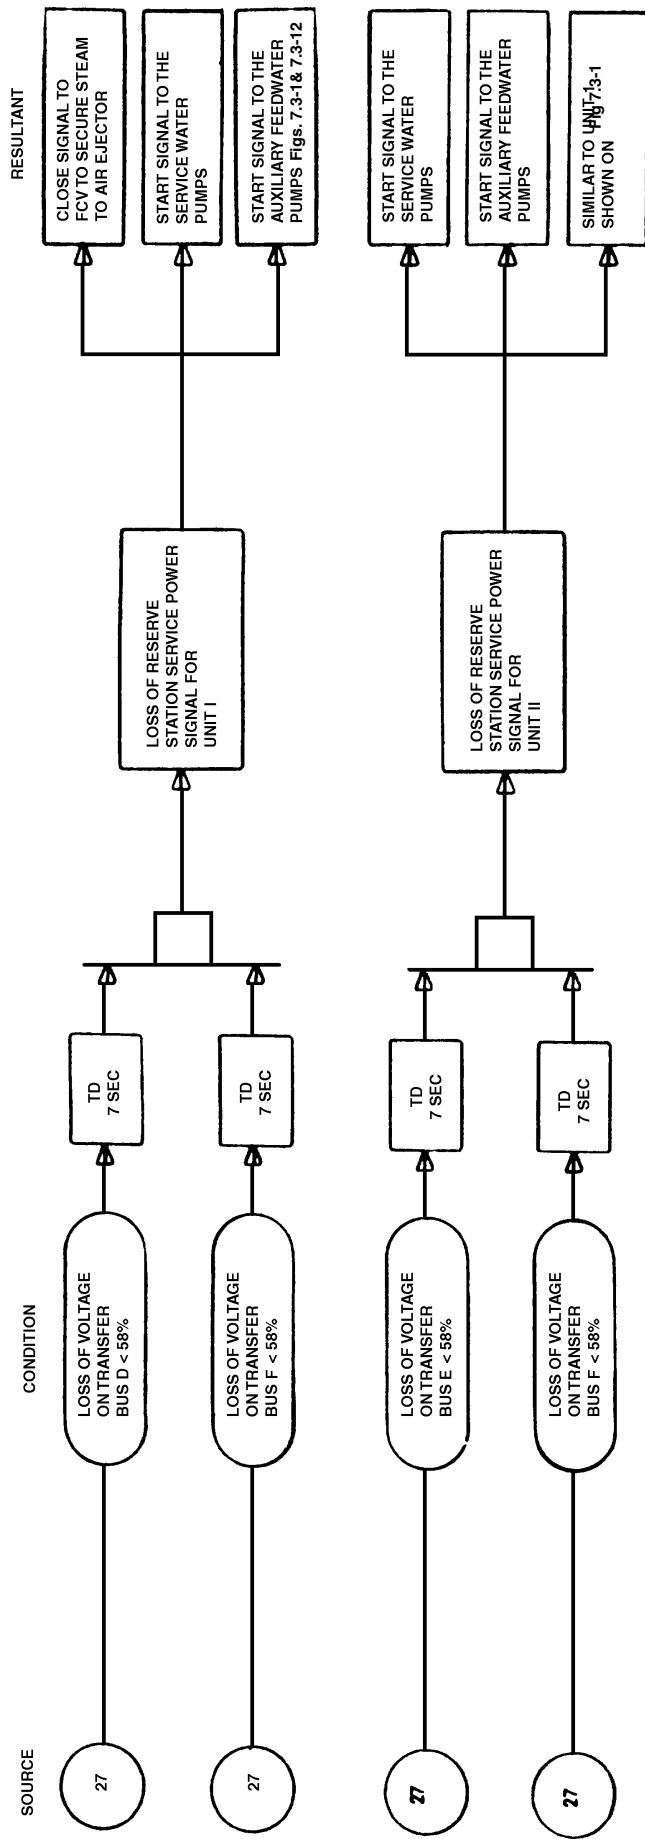 SOURCE
CONDITION
RESULTANT
27
LOSS OF VOLTAGE
ON TRANSFER
BUS D < 58%
TD
7 SEC
27
LOSS OF VOLTAGE
ON TRANSFER
BUS F < 58%
TD
7 SEC
LOSS OF RESERVE
STATION SERVICE POWER
SIGNAL FOR
UNIT I
CLOSE SIGNAL TO
FCV TO SECURE STEAM
TO AIR EJECTOR
START SIGNAL TO THE
SERVICE WATER
PUMPS
START SIGNAL TO THE
AUXILIARY FEEDWATER
PUMPS Figs. 7.3-1& 7.3-12
27
LOSS OF VOLTAGE
ON TRANSFER
BUS E < 58%
TD
7 SEC
27
LOSS OF VOLTAGE
ON TRANSFER
BUS F < 58%
TD
7 SEC
LOSS OF RESERVE
STATION SERVICE POWER
SIGNAL FOR
UNIT II
START SIGNAL TO THE
SERVICE WATER
PUMPS
START SIGNAL TO THE
AUXILIARY FEEDWATER
PUMPS
SIMILAR TO UNIT-1
SHOWN ON
Fig 7.3-1